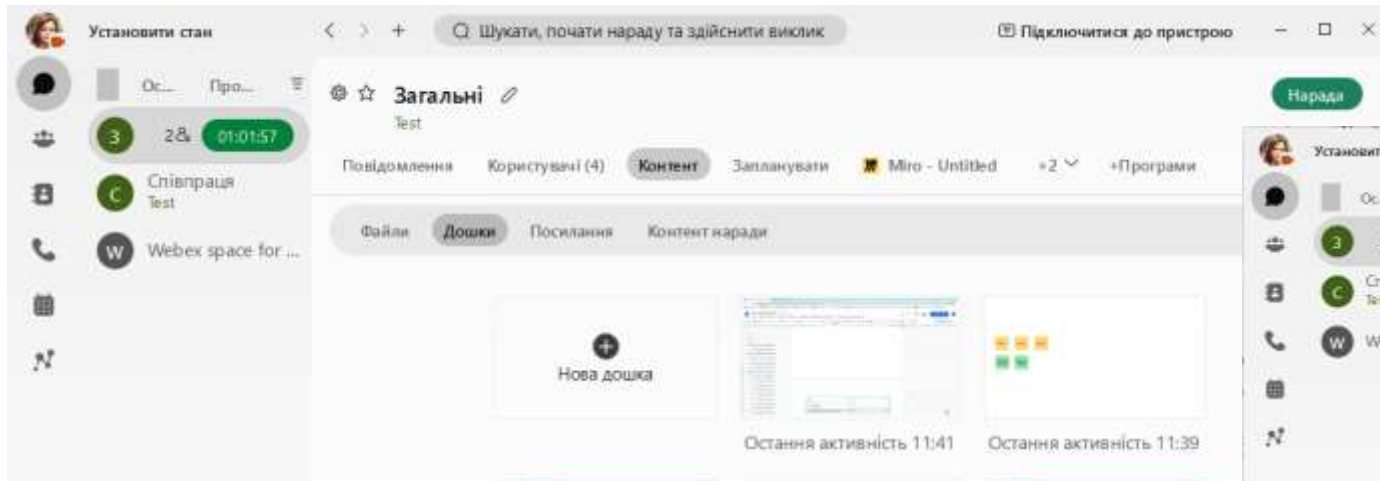 Установити стан
Шукати, почати нараду та здійснити виклик
Підключитися до пристрою
Ос... Про...
З 2 01:01:57
С Співпраця
Test
W Webex space for ...
Загальні
Test
Нарада
Повідомлення Користувачі (4) Контент Запланувати Miro - Untitled +2 +Програми
Файли Дошки Посилання Контент наради
Нова дошка
Остання активність 11:41
Остання активність 11:39
Установит
Ос.
З
С Сп
Te
W W